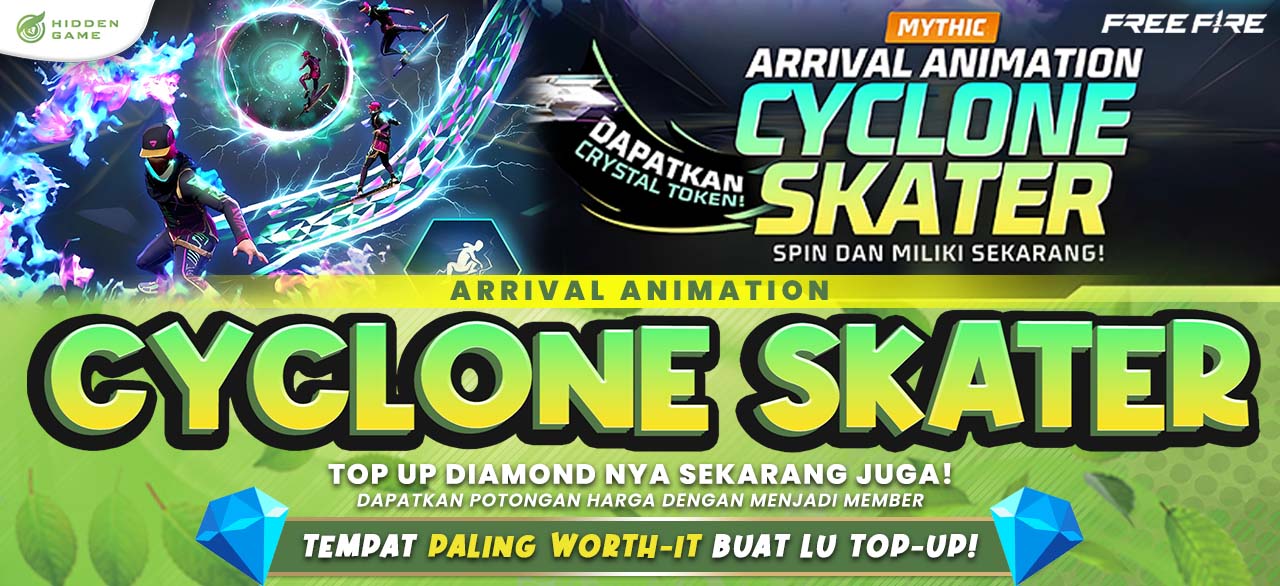 HIDDEN
GAME
MYTHIC
FREE FIRE
ARRIVAL ANIMATION
CYCLONE
SKATER
DAPATKAN
CRYSTAL TOKEN!
SPIN DAN MILIKI SEKARANG!
ARRIVAL ANIMATION
CYCLONE SKATER
TOP UP DIAMOND NYA SEKARANG JUGA!
DAPATKAN POTONGAN HARGA DENGAN MENJADI MEMBER
TEMPAT PALING WORTH-IT BUAT LU TOP-UP!